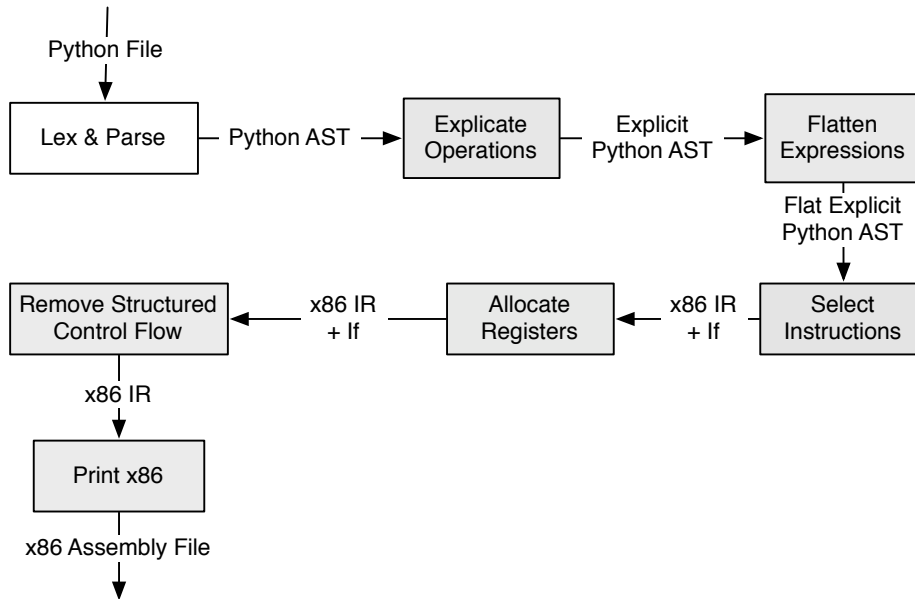 Python File
Lex & Parse
Python AST
Explicate
Operations
Explicit
Python AST
Flatten
Expressions
Flat Explicit
Python AST
Select
Instructions
x86 IR
+ If
Allocate
Registers
x86 IR
+ If
Remove Structured
Control Flow
x86 IR
Print x86
x86 Assembly File